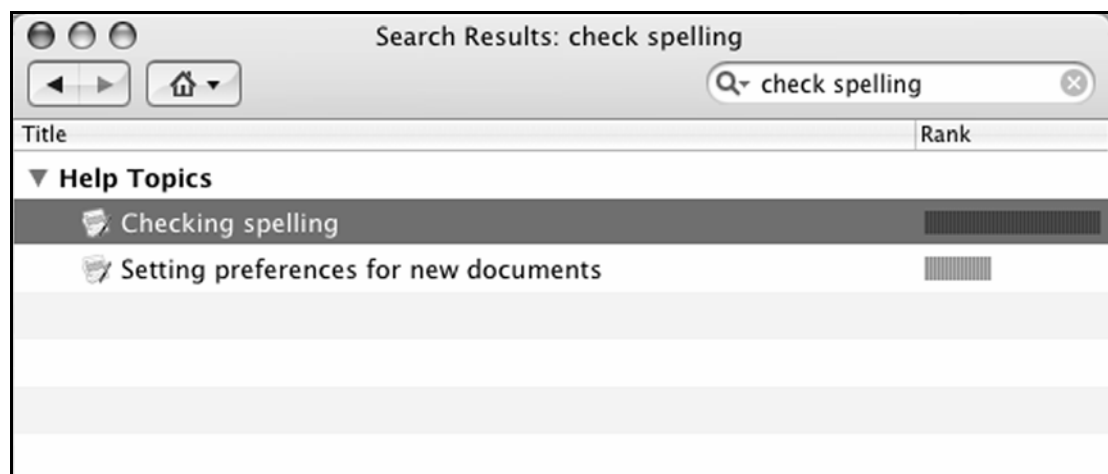 Search Results: check spelling
check spelling
Title Rank
Help Topics
Checking spelling
Setting preferences for new documents